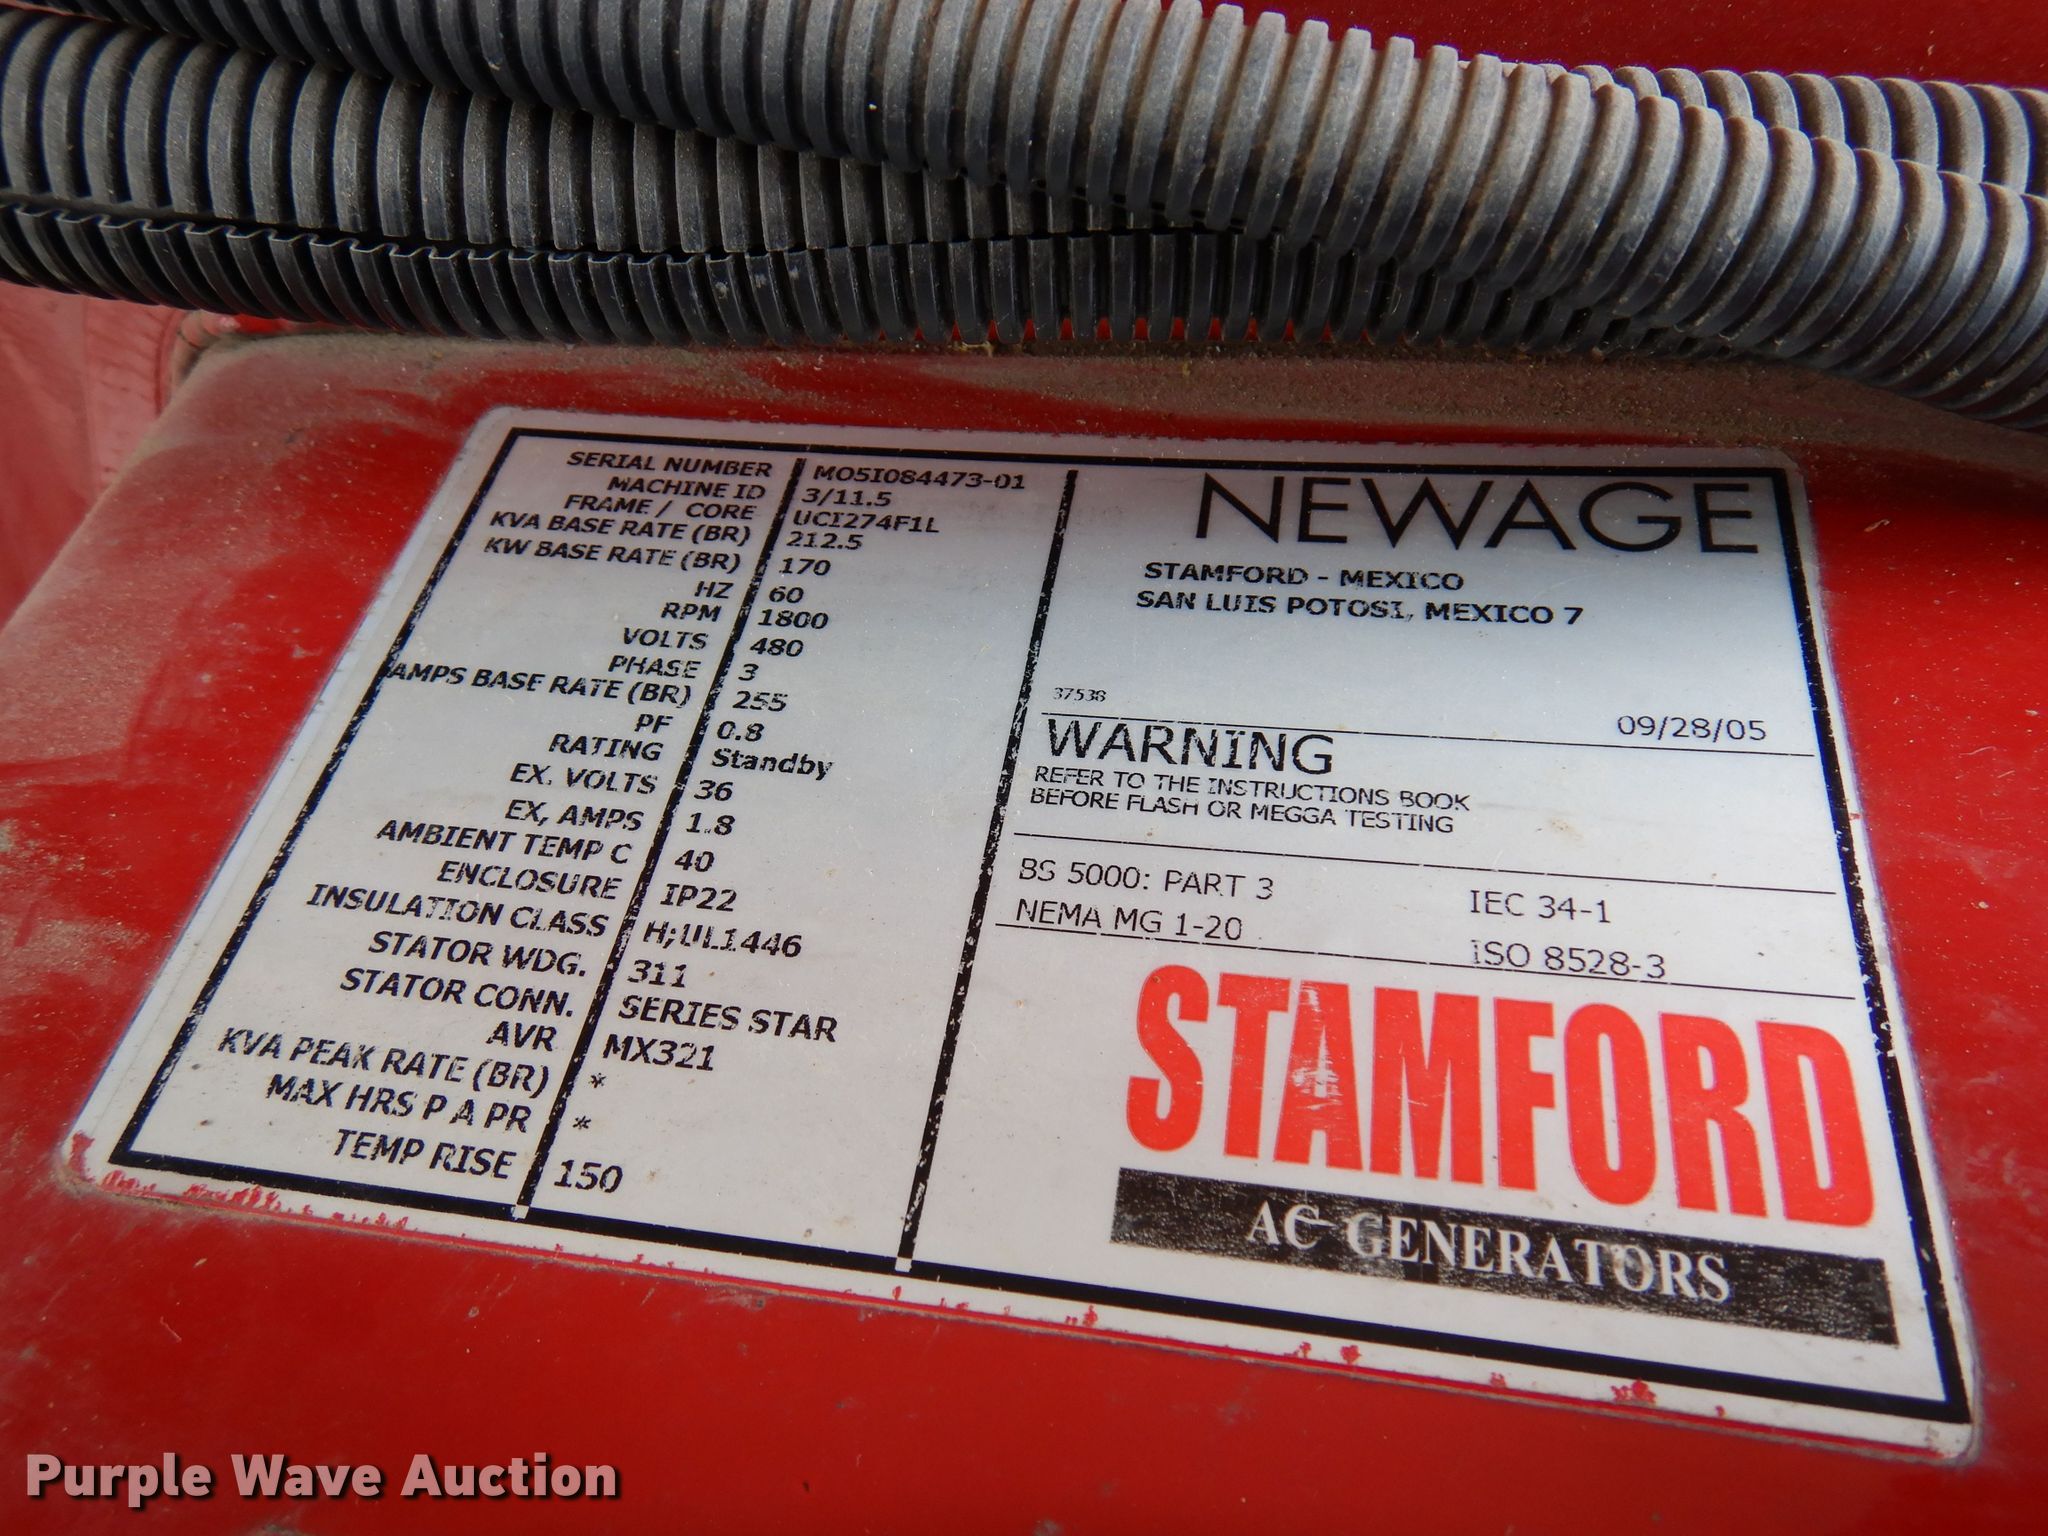 SERIAL NUMBER MO5I084473-01
MACHINE ID 3/11.5
FRAME / CORE UCI274F1L
KVA BASE RATE (BR) 212.5
KW BASE RATE (BR) 170
HZ 60
RPM 1800
VOLTS 480
PHASE 3
AMPS BASE RATE (BR) 255
PF 0.8
RATING Standby
EX. VOLTS 36
EX, AMPS 1.8
AMBIENT TEMP C 40
ENCLOSURE IP22
INSULATION CLASS H;UL1446
STATOR WDG. 311
STATOR CONN. SERIES STAR
AVR MX321
KVA PEAK RATE (BR) *
MAX HRS P A PR *
TEMP RISE 150
NEWAGE
STAMFORD - MEXICO
SAN LUIS POTOSI, MEXICO 7
37538 09/28/05
WARNING
REFER TO THE INSTRUCTIONS BOOK
BEFORE FLASH OR MEGGA TESTING
BS 5000: PART 3 IEC 34-1
NEMA MG 1-20 ISO 8528-3
STAMFORD
AC GENERATORS
Purple Wave Auction